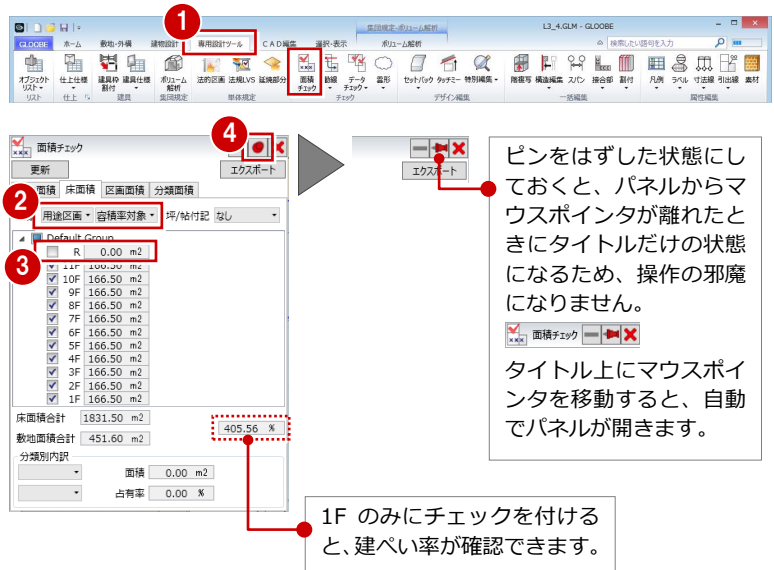 集団規定-ボリューム解析
L3_4.GLM - GLOOBE
GLOOBE ホーム 敷地・外構 建物設計 専用設計ツール CAD編集 選択・表示 ボリューム解析 検索したい語句を入力
オブジェクトリスト 仕上仕様 建具枠割付 建具仕様 ボリューム解析 法的区画 法規LVS 延焼部分 面積チェック 動線 データチェック 雲形 セットバック タッチミー 特別編集 階複写 構造編集 スパン 接合部 割付 凡例 ラベル 寸法線 引出線 素材
リスト 仕上 建具 集団規定 単体規定 チェック デザイン編集 一括編集 属性編集
1
4
面積チェック
更新 エクスポート
面積 床面積 区画面積 分類面積
2
用途区画 容積率対象 坪/帖付記 なし
Default Group
3
R 0.00 m2
11F 166.50 m2
10F 166.50 m2
9F 166.50 m2
8F 166.50 m2
7F 166.50 m2
6F 166.50 m2
5F 166.50 m2
4F 166.50 m2
3F 166.50 m2
2F 166.50 m2
1F 166.50 m2
床面積合計 1831.50 m2
405.56 %
敷地面積合計 451.60 m2
分類別内訳
面積 0.00 m2
占有率 0.00 %
エクスポート
ピンをはずした状態にし
ておくと、パネルからマ
ウスポインタが離れたと
きにタイトルだけの状態
になるため、操作の邪魔
になりません。
面積チェック
タイトル上にマウスポイ
ンタを移動すると、自動
でパネルが開きます。
1F のみにチェックを付ける
と、建ぺい率が確認できます。